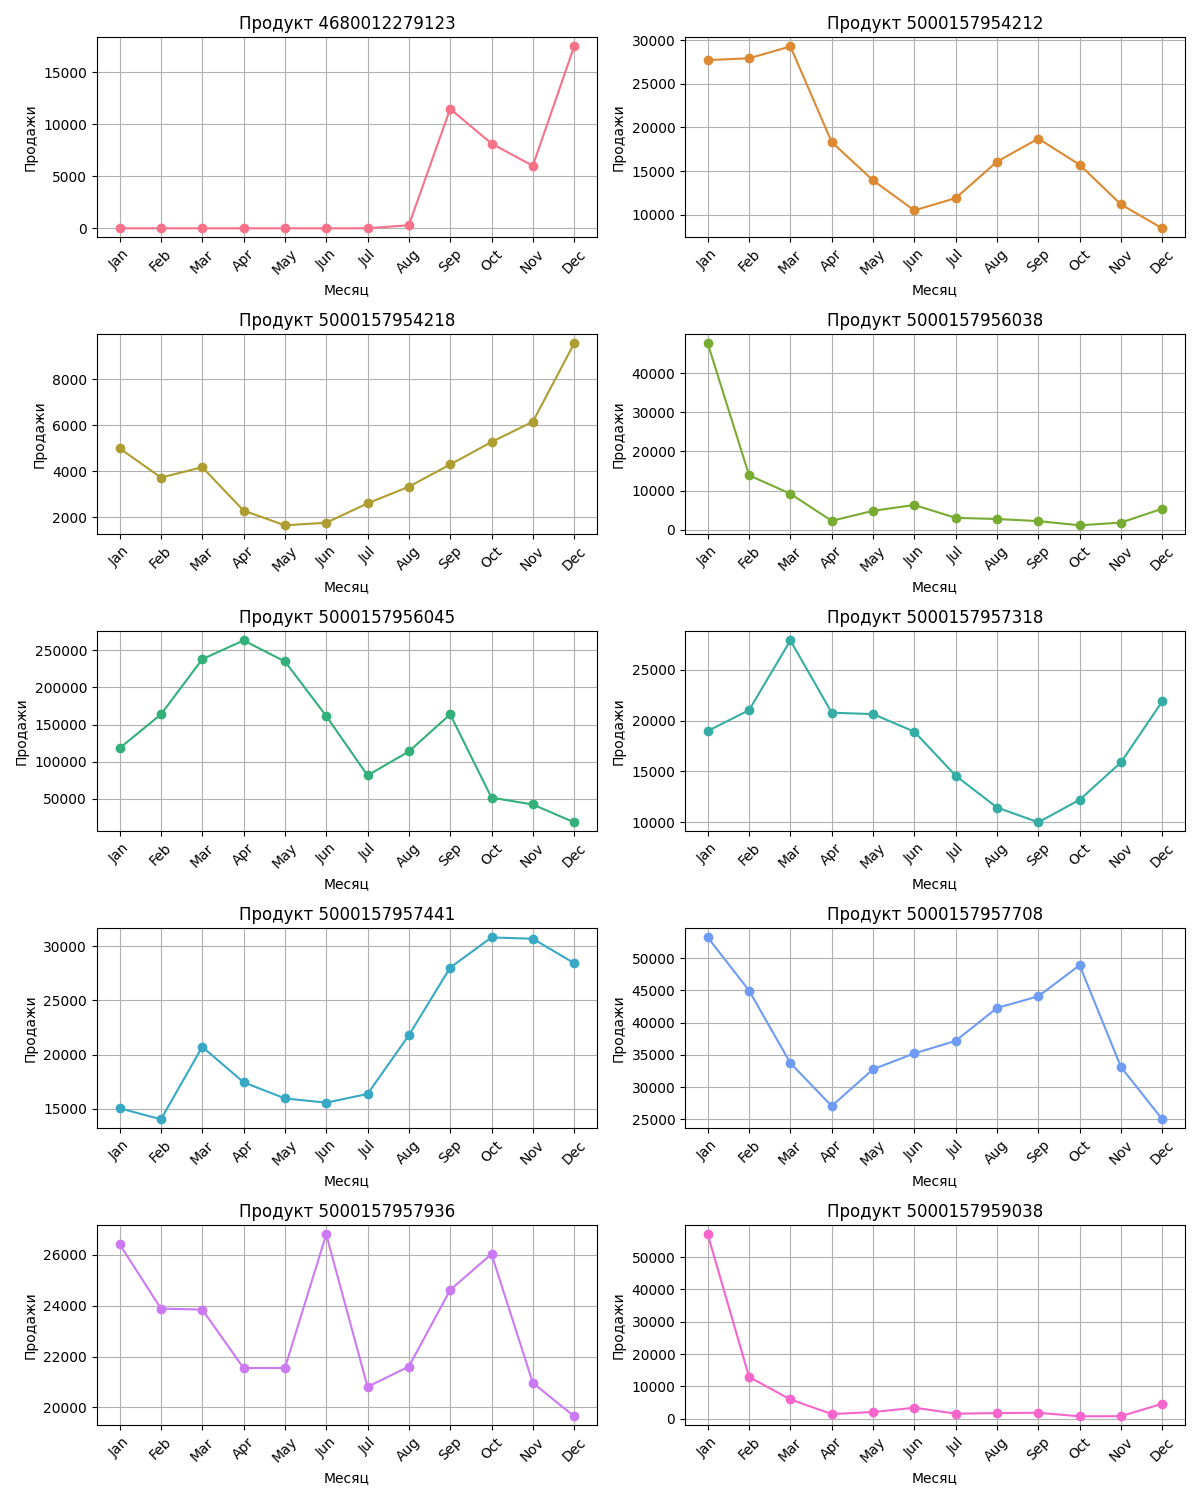 Продукт 4680012279123
Продажи
15000
10000
5000
0
Jan Feb Mar Apr May Jun Jul Aug Sep Oct Nov Dec
Месяц
Продукт 5000157954212
Продажи
30000
25000
20000
15000
10000
Jan Feb Mar Apr May Jun Jul Aug Sep Oct Nov Dec
Месяц
Продукт 5000157954218
Продажи
8000
6000
4000
2000
Jan Feb Mar Apr May Jun Jul Aug Sep Oct Nov Dec
Месяц
Продукт 5000157956038
Продажи
40000
30000
20000
10000
0
Jan Feb Mar Apr May Jun Jul Aug Sep Oct Nov Dec
Месяц
Продукт 5000157956045
Продажи
250000
200000
150000
100000
50000
Jan Feb Mar Apr May Jun Jul Aug Sep Oct Nov Dec
Месяц
Продукт 5000157957318
Продажи
25000
20000
15000
10000
Jan Feb Mar Apr May Jun Jul Aug Sep Oct Nov Dec
Месяц
Продукт 5000157957441
Продажи
30000
25000
20000
15000
Jan Feb Mar Apr May Jun Jul Aug Sep Oct Nov Dec
Месяц
Продукт 5000157957708
Продажи
50000
45000
40000
35000
30000
25000
Jan Feb Mar Apr May Jun Jul Aug Sep Oct Nov Dec
Месяц
Продукт 5000157957936
Продажи
26000
24000
22000
20000
Jan Feb Mar Apr May Jun Jul Aug Sep Oct Nov Dec
Месяц
Продукт 5000157959038
Продажи
50000
40000
30000
20000
10000
0
Jan Feb Mar Apr May Jun Jul Aug Sep Oct Nov Dec
Месяц